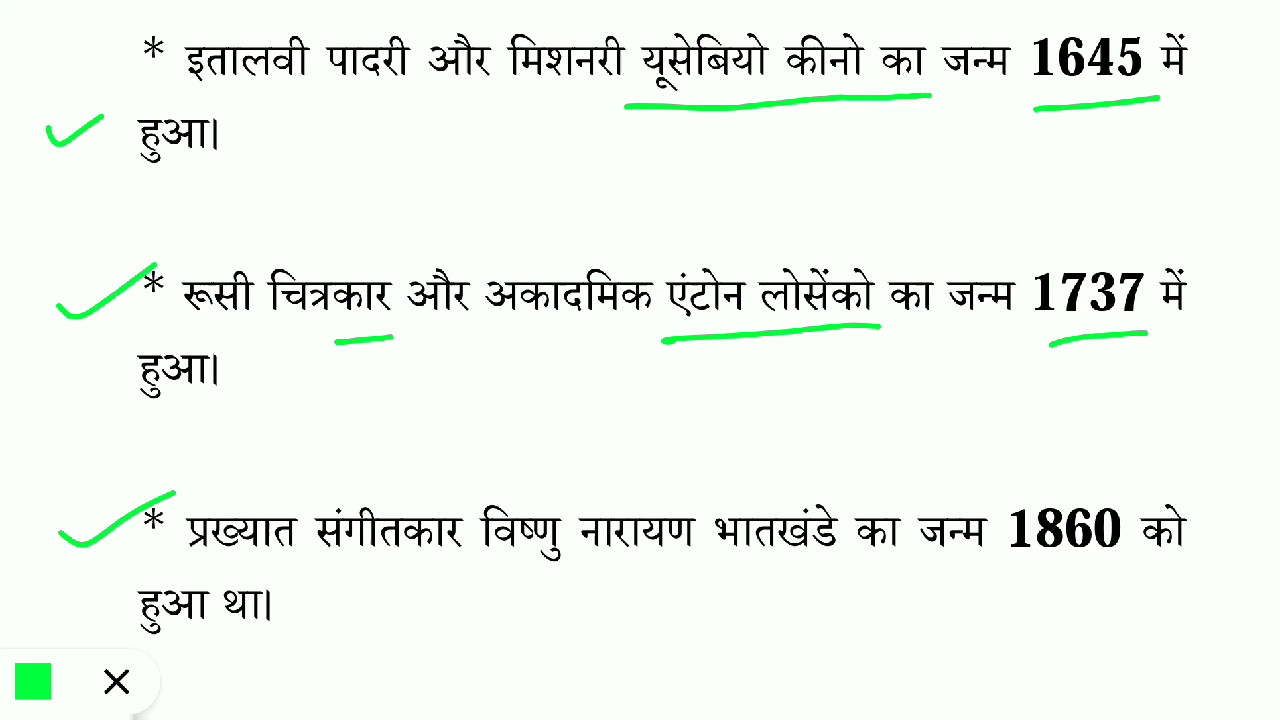 * इतालवी पादरी और मिशनरी यूसेबियो कीनो का जन्म 1645 में
हुआ।
* रूसी चित्रकार और अकादमिक एंटोन लोसेंको का जन्म 1737 में
हुआ।
* प्रख्यात संगीतकार विष्णु नारायण भातखंडे का जन्म 1860 को
हुआ था।